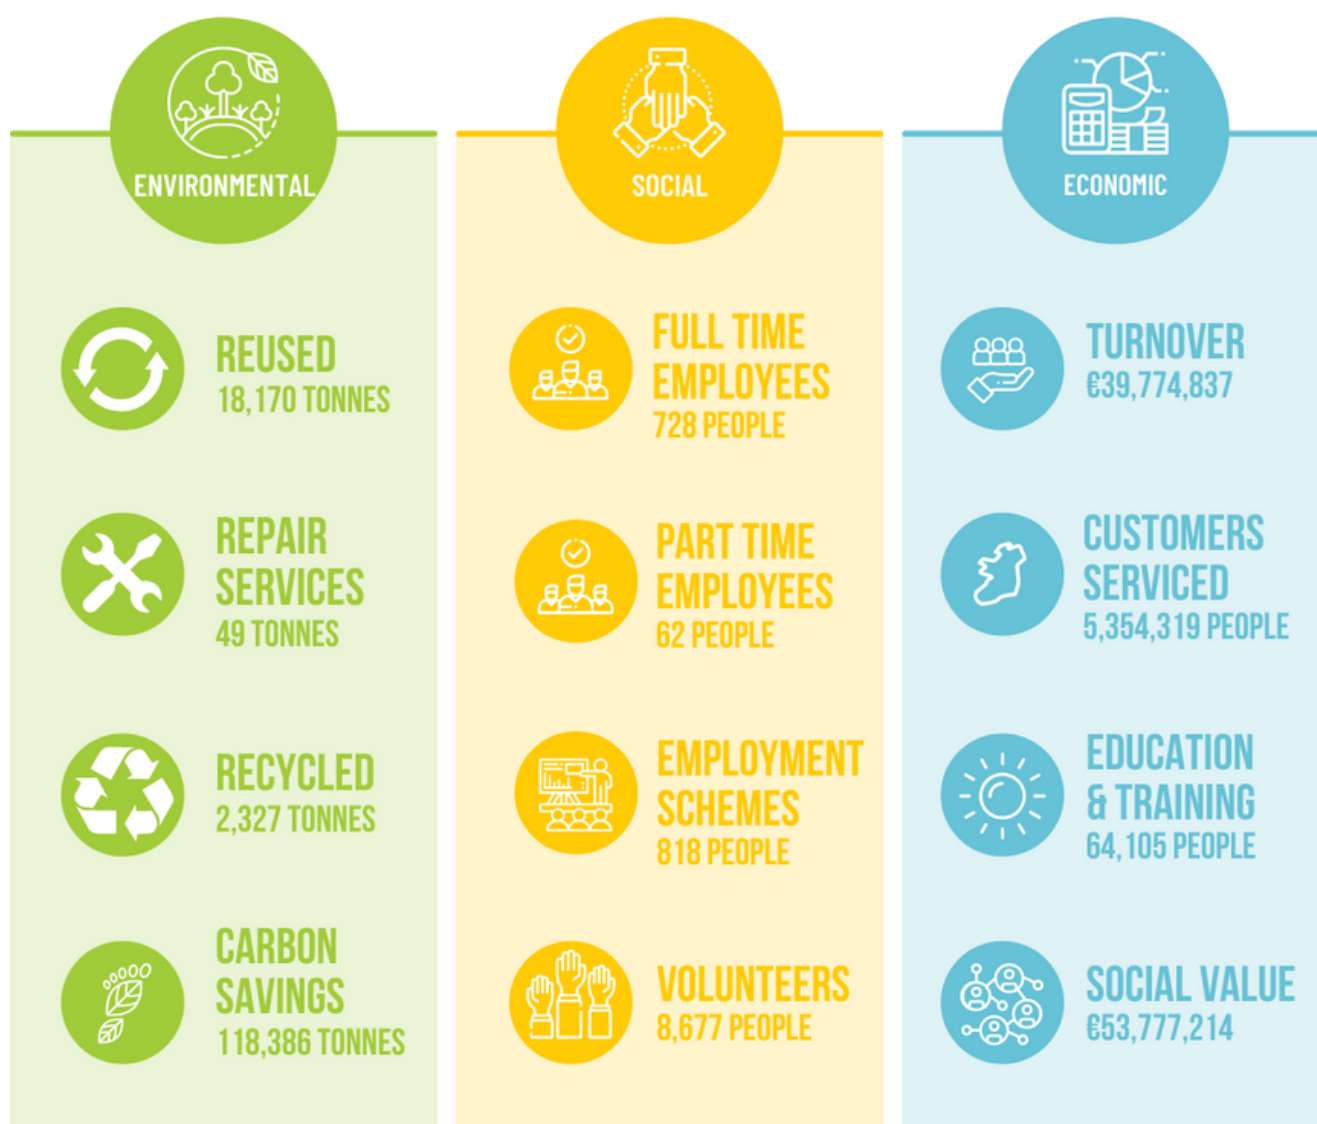 ENVIRONMENTAL
REUSED
18,170 TONNES
REPAIR
SERVICES
49 TONNES
RECYCLED
2,327 TONNES
CARBON
SAVINGS
118,386 TONNES
SOCIAL
FULL TIME
EMPLOYEES
728 PEOPLE
PART TIME
EMPLOYEES
62 PEOPLE
EMPLOYMENT
SCHEMES
818 PEOPLE
VOLUNTEERS
8,677 PEOPLE
ECONOMIC
TURNOVER
€39,774,837
CUSTOMERS
SERVICED
5,354,319 PEOPLE
EDUCATION
& TRAINING
64,105 PEOPLE
SOCIAL VALUE
€53,777,214